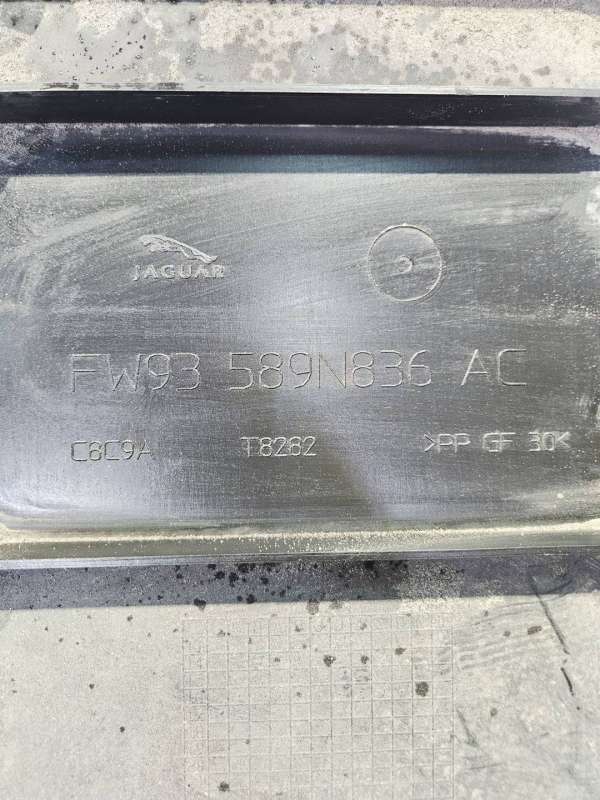 JAGUAR
FW93 589N836 AC
C8C9A T8282 >PP GF 30<